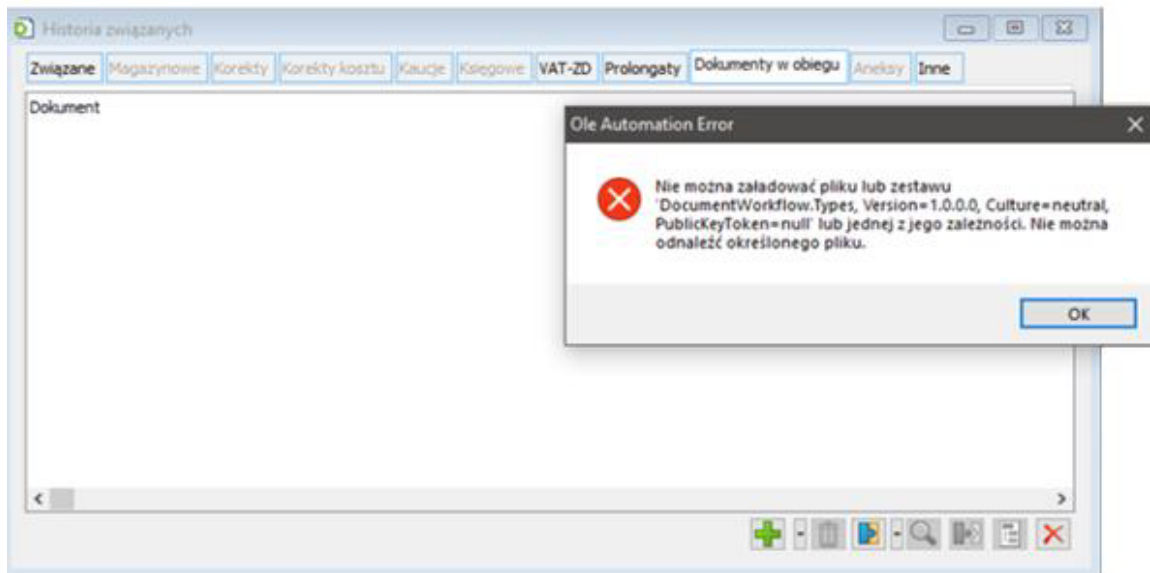 Historia związanych
Związane Magazynowe Korekty Korekty kosztu Kaucje Księgowe VAT-ZD Prolongaty Dokumenty w obiegu Aneksy Inne
Dokument
Ole Automation Error
Nie można załadować pliku lub zestawu
'DocumentWorkflow.Types, Version=1.0.0.0, Culture=neutral,
PublicKeyToken=null' lub jednej z jego zależności. Nie można
odnaleźć określonego pliku.
OK